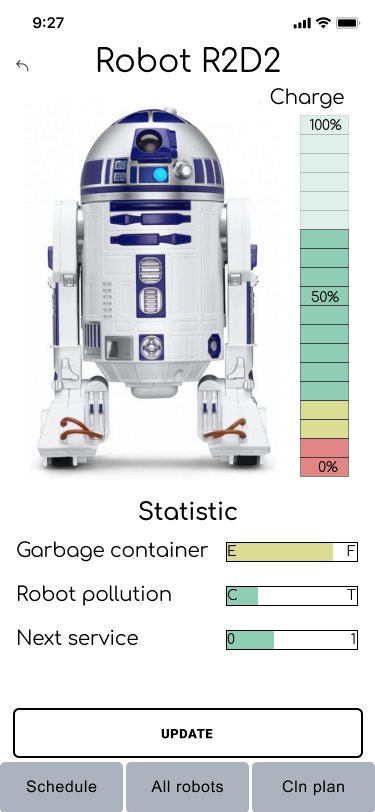 9:27
Robot R2D2
Charge
100%
50%
0%
Statistic
Garbage container E F
Robot pollution C T
Next service 0 1
UPDATE
Schedule All robots Cln plan